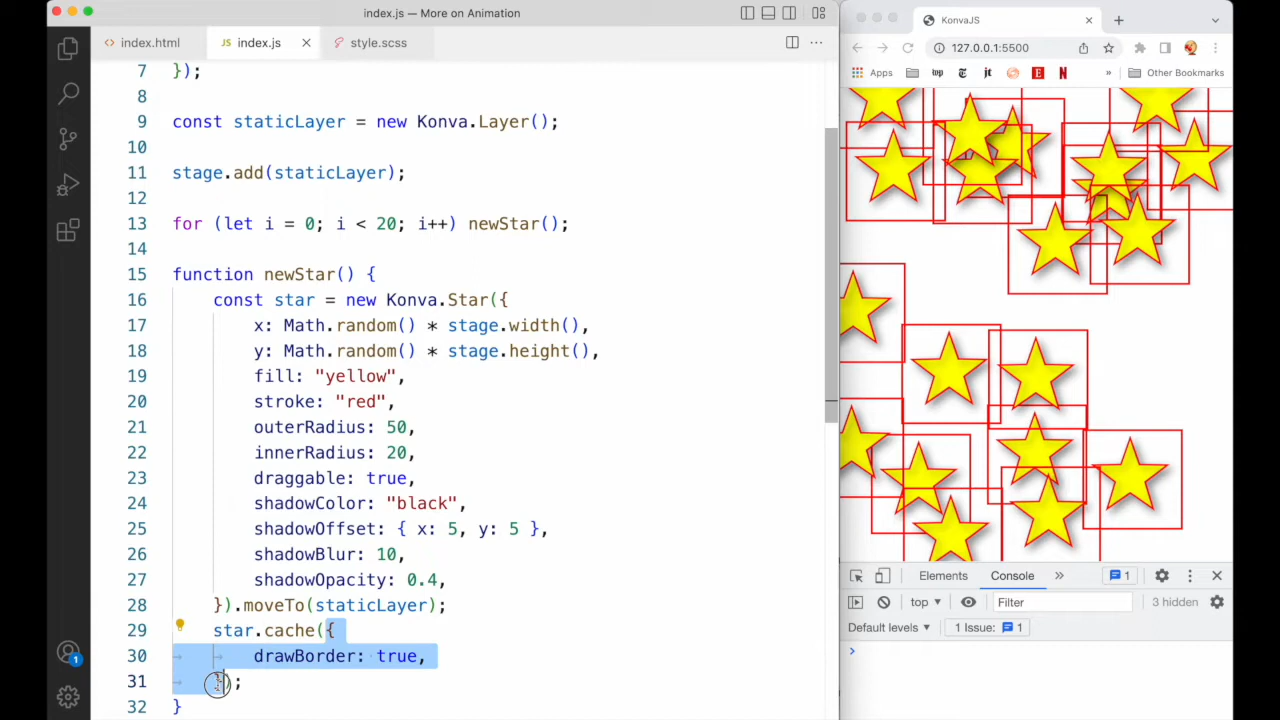 index.js — More on Animation
index.html
JS index.js
style.scss
7 });
8
9 const staticLayer = new Konva.Layer();
10
11 stage.add(staticLayer);
12
13 for (let i = 0; i < 20; i++) newStar();
14
15 function newStar() {
16 const star = new Konva.Star({
17 x: Math.random() * stage.width(),
18 y: Math.random() * stage.height(),
19 fill: "yellow",
20 stroke: "red",
21 outerRadius: 50,
22 innerRadius: 20,
23 draggable: true,
24 shadowColor: "black",
25 shadowOffset: { x: 5, y: 5 },
26 shadowBlur: 10,
27 shadowOpacity: 0.4,
28 }).moveTo(staticLayer);
29 star.cache({
30 drawBorder: true,
31 });
32 }
1
KonvaJS
127.0.0.1:5500
Apps
wp
jt
E
N
»
Other Bookmarks
Elements
Console
»
1
top
Filter
3 hidden
Default levels
1 Issue:
1